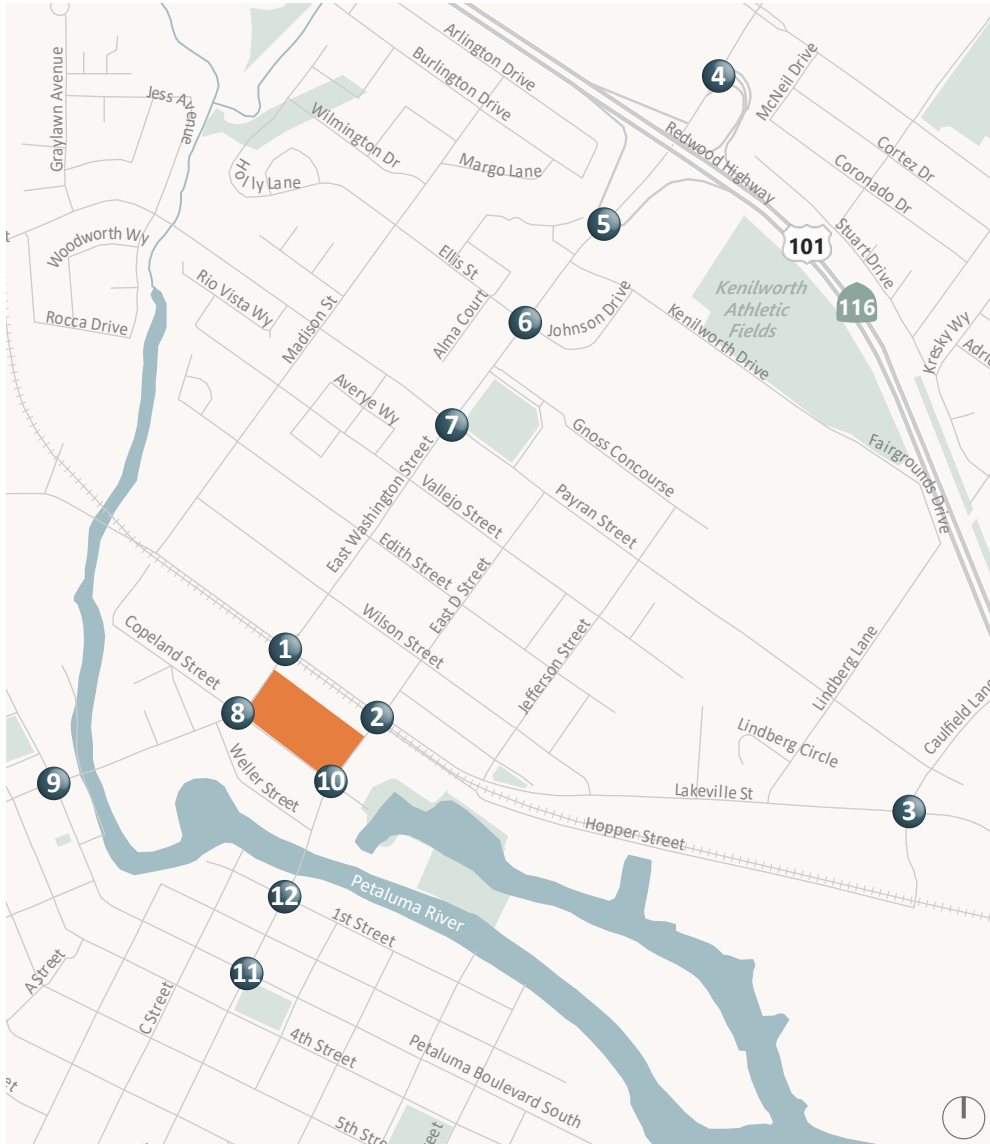 Arlington Drive
Burlington Drive
4
McNeil Drive
Graylawn Avenue
Jess Avenue
Wilmington Dr
Redwood Highway
Cortez Dr
Margo Lane
Coronado Dr
Holly Lane
5
Stuart Drive
Woodworth Wy
101
Ellis St
Rio Vista Wy
Kenilworth
Athletic
Fields
116
Rocca Drive
Madison St
Alma Court
6
Johnson Drive
Kenilworth Drive
Kresky Wy
Adri
Averye Wy
7
Gnoss Concourse
Fairgrounds Drive
East Washington Street
Vallejo Street
Payran Street
Edith Street
East D Street
Wilson Street
Copeland Street
1
Jefferson Street
Lindberg Lane
8
2
Caulfield Lane
Lindberg Circle
Weller Street
9
10
Lakeville St
3
Hopper Street
12
Petaluma River
1st Street
11
A Street
C Street
4th Street
Petaluma Boulevard South
5th Stre
reet
et
t